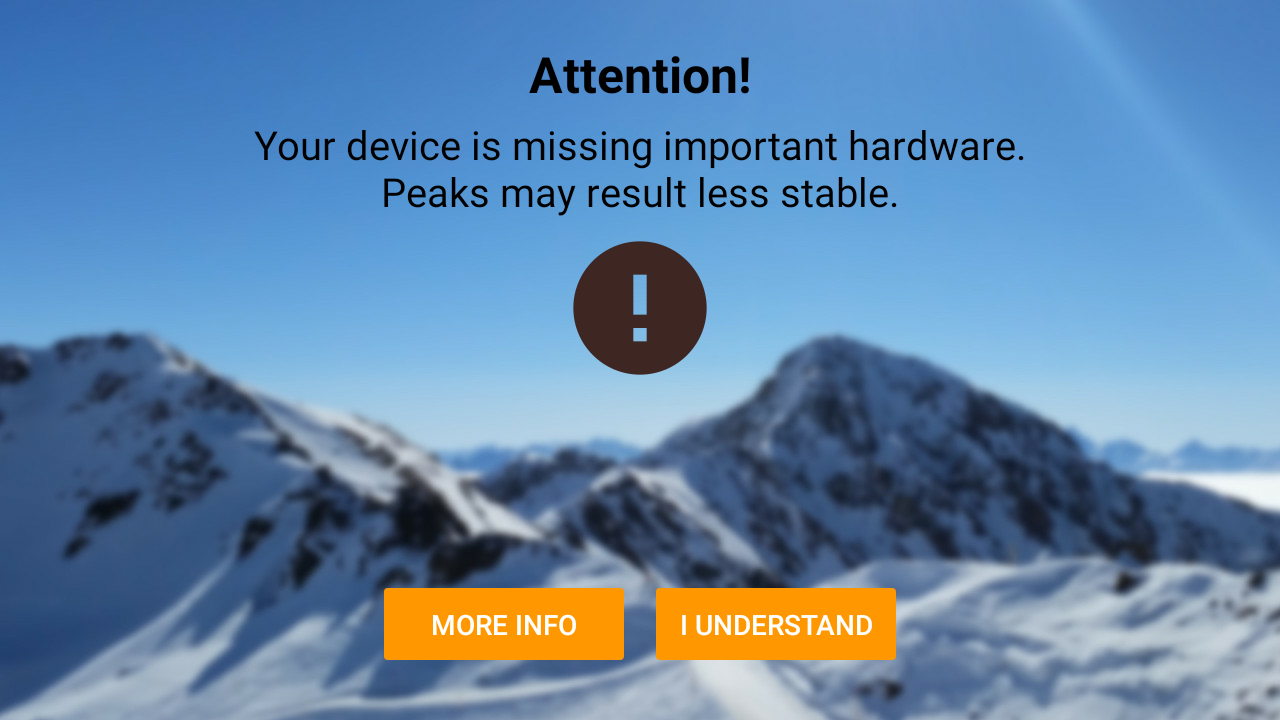 Attention!
Your device is missing important hardware.
Peaks may result less stable.
MORE INFO
I UNDERSTAND